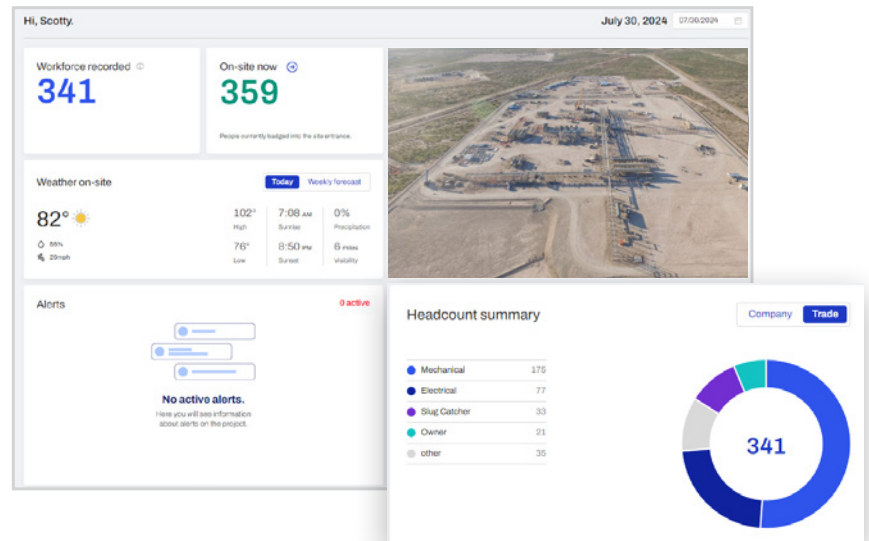 Hi, Scotty.
July 30, 2024
07/30/2024
Workforce recorded
341
On-site now
359
People currently badged into the site entrance.
Weather on-site
Today
Weekly forecast
82°
56%
29mph
102°
High
7:08 AM
Sunrise
0%
Precipitation
76°
Low
8:50 PM
Sunset
6 miles
Visibility
Alerts
0 active
No active alerts.
Here you will see information
about alerts on the project.
Headcount summary
Company
Trade
Mechanical 175
Electrical 77
Slug Catcher 33
Owner 21
other 35
341